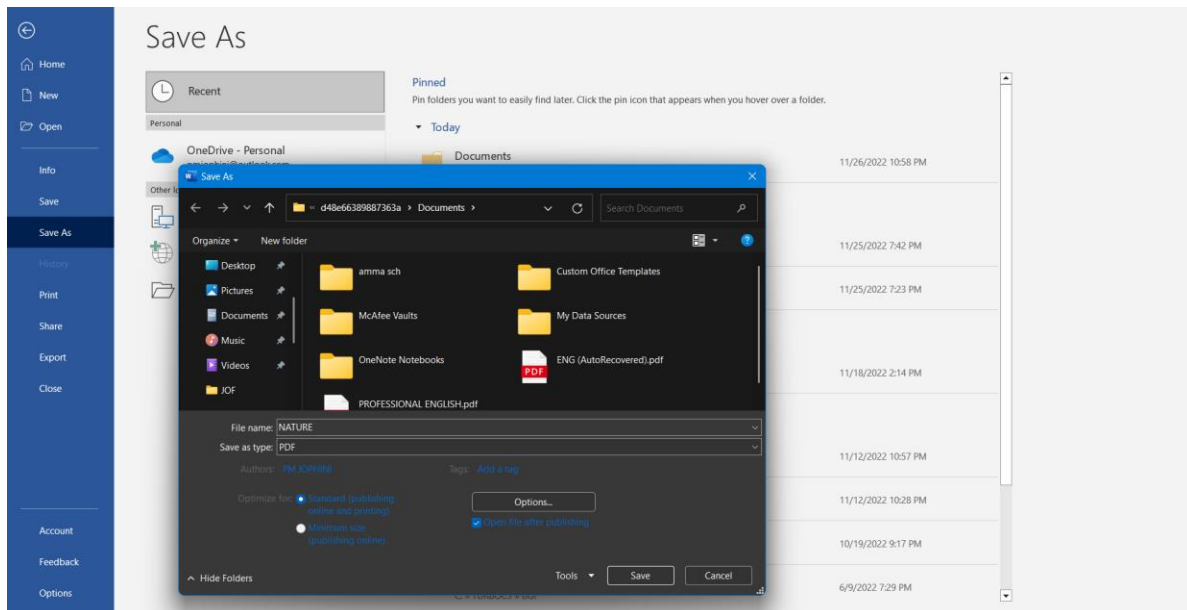 Save As
Home
New
Open
Info
Save
Save As
History
Print
Share
Export
Close
Account
Feedback
Options
Recent
Personal
OneDrive - Personal
Other
Pinned
Pin folders you want to easily find later. Click the pin icon that appears when you hover over a folder.
Today
Documents
11/26/2022 10:58 PM
11/25/2022 7:42 PM
11/25/2022 7:23 PM
11/18/2022 2:14 PM
11/12/2022 10:57 PM
11/12/2022 10:28 PM
10/19/2022 9:17 PM
6/9/2022 7:29 PM
Save As
« d48e66389887363a > Documents >
Search Documents
Organize
New folder
Desktop
Pictures
Documents
Music
Videos
JOF
amma sch
Custom Office Templates
McAfee Vaults
My Data Sources
OneNote Notebooks
PDF
ENG (AutoRecovered).pdf
PROFESSIONAL ENGLISH.pdf
File name: NATURE
Save as type: PDF
Authors: PM JOPHINI
Tags: Add a tag
Optimize for: Standard (publishing
online and printing)
Minimum size
(publishing online)
Options...
Open file after publishing
Hide Folders
Tools
Save
Cancel